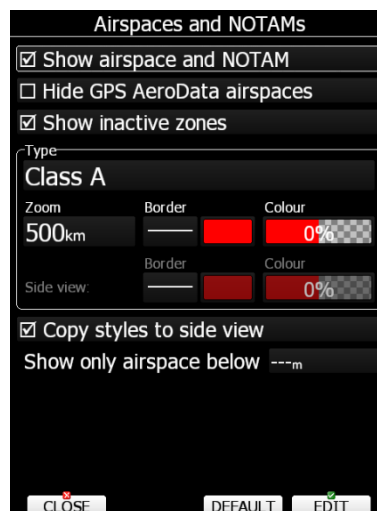 Airspaces and NOTAMs
Show airspace and NOTAM
Hide GPS AeroData airspaces
Show inactive zones
Type
Class A
Zoom Border Colour
500km 0%
Border Colour
Side view: 0%
Copy styles to side view
Show only airspace below ---m
CLOSE DEFAULT EDIT